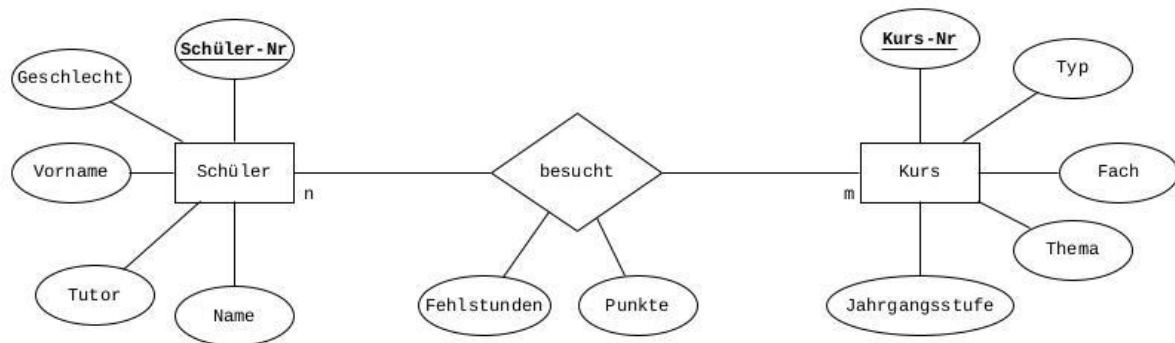 Schüler-Nr
Kurs-Nr
Geschlecht
Typ
Vorname
Schüler
besucht
Kurs
Fach
n
m
Thema
Tutor
Name
Fehlstunden
Punkte
Jahrgangsstufe